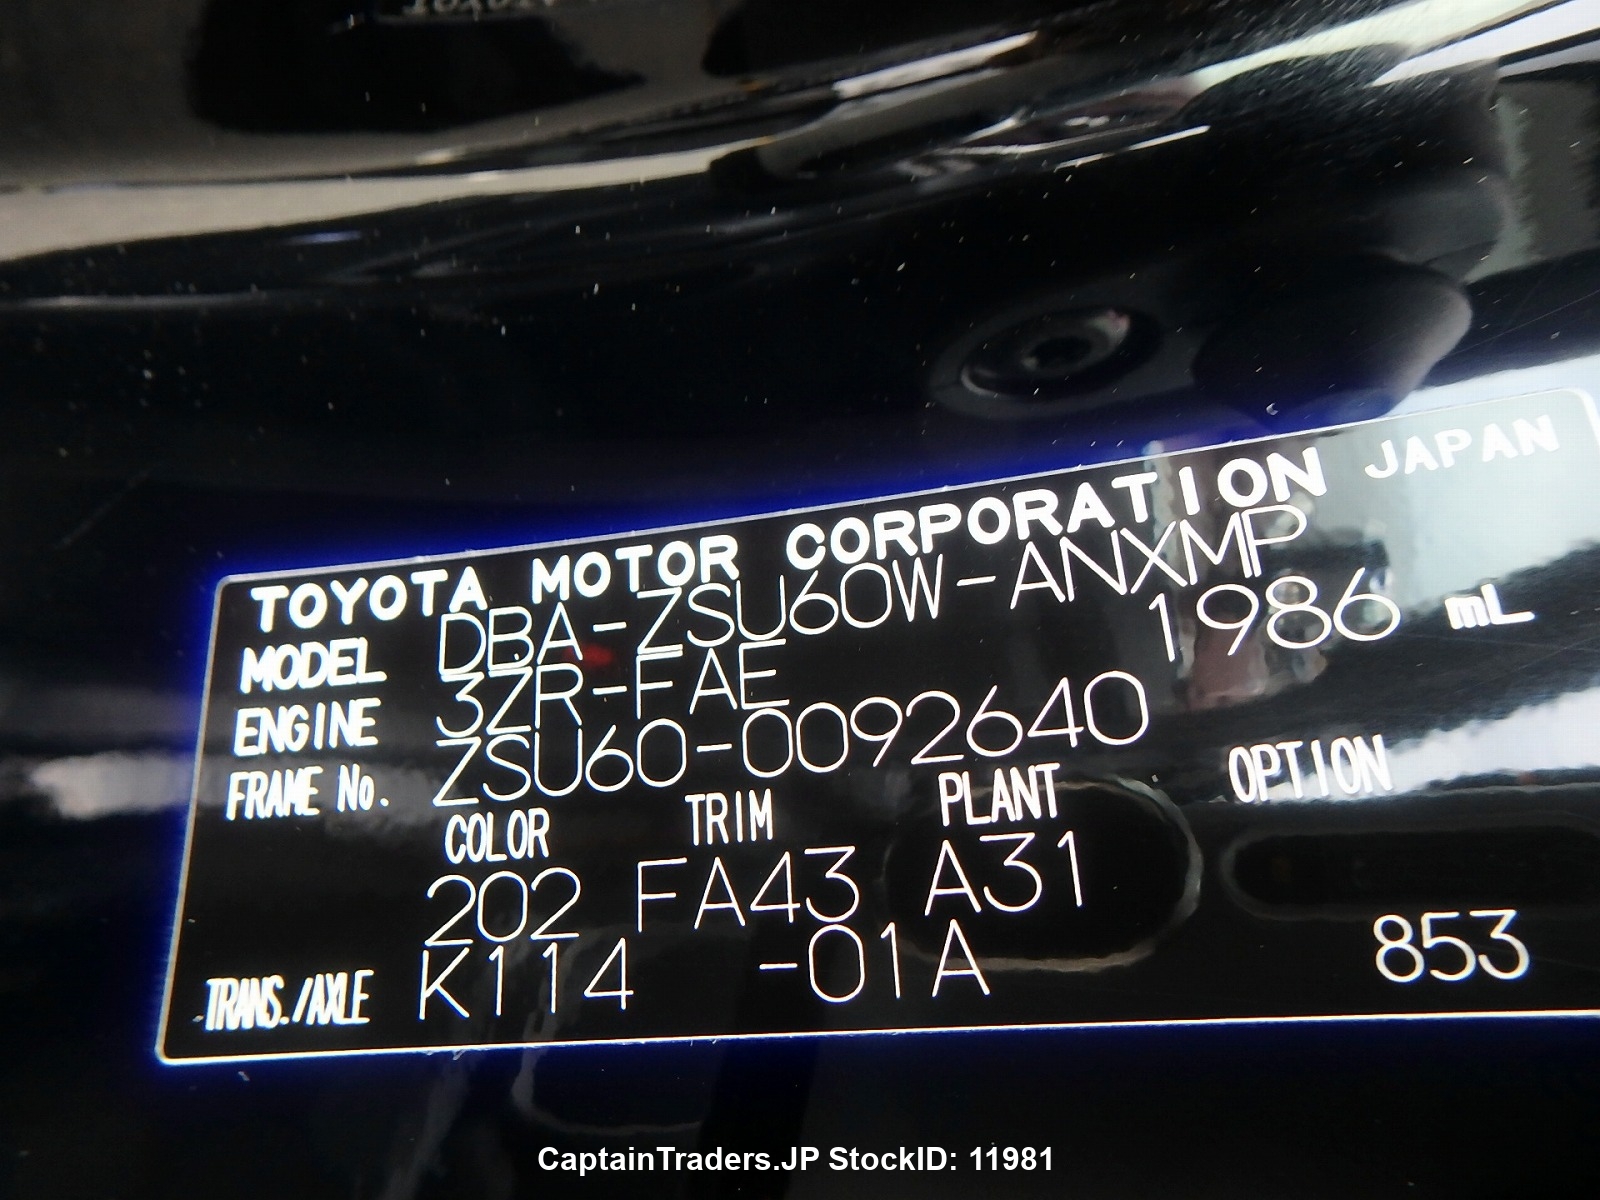 TOYOTA MOTOR CORPORATION JAPAN
MODEL DBA-ZSU60W-ANXMP
ENGINE 3ZR-FAE 1986 mL
FRAME No. ZSU60-0092640
COLOR TRIM PLANT OPTION
202 FA43 A31
TRANS./AXLE K114 -01A 853
CaptainTraders.JP StockID: 11981